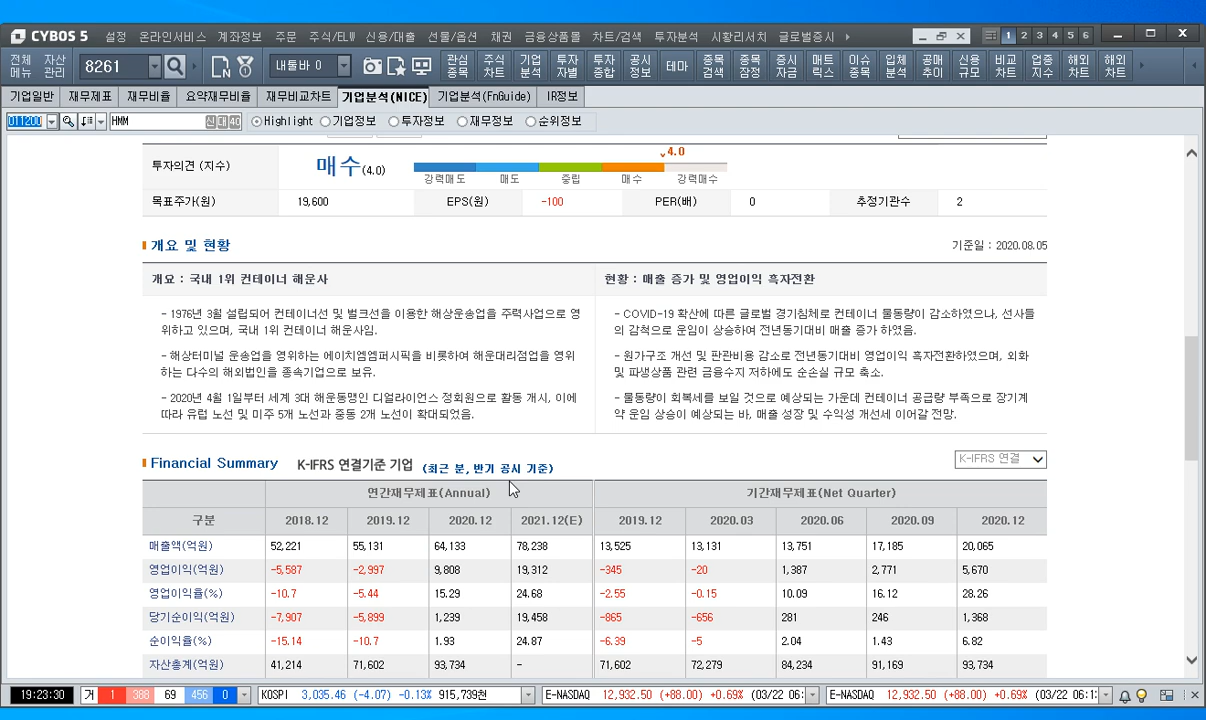 CYBOS 5 설정 온라인서비스 계좌정보 주문 주식/ELW 신용/대출 선물/옵션 채권 금융상품몰 차트/검색 투자분석 시황리서치 글로벌증시 1 2 3 4 5 6
전체메뉴 자산관리 8261 내툴바 0 관심종목 주식차트 기업분석 투자자별 투자종합 공시정보 테마 종목검색 종목잠정 증시자금 매트릭스 이슈종목 입체분석 공매추이 신용규모 비교차트 업종지수 해외차트 해외차트
기업일반 재무제표 재무비율 요약재무비율 재무비교차트 기업분석(NICE) 기업분석(FnGuide) IR정보
011200 HMM 신 대 40 Highlight 기업정보 투자정보 재무정보 순위정보
4.0
투자의견 (지수) 매수(4.0)
강력매도 매도 중립 매수 강력매수
목표주가(원) 19,600 EPS(원) -100 PER(배) 0 추정기관수 2
개요 및 현황 기준일 : 2020.08.05
개요 : 국내 1위 컨테이너 해운사 현황 : 매출 증가 및 영업이익 흑자전환
- 1976년 3월 설립되어 컨테이너선 및 벌크선을 이용한 해상운송업을 주력사업으로 영
위하고 있으며, 국내 1위 컨테이너 해운사임.
- 해상터미널 운송업을 영위하는 에이치엠엠퍼시픽을 비롯하여 해운대리점업을 영위
하는 다수의 해외법인을 종속기업으로 보유.
- 2020년 4월 1일부터 세계 3대 해운동맹인 디얼라이언스 정회원으로 활동 개시, 이에
따라 유럽 노선 및 미주 5개 노선과 중동 2개 노선이 확대되었음.
- COVID-19 확산에 따른 글로벌 경기침체로 컨테이너 물동량이 감소하였으나, 선사들
의 감척으로 운임이 상승하여 전년동기대비 매출 증가 하였음.
- 원가구조 개선 및 판관비용 감소로 전년동기대비 영업이익 흑자전환하였으며, 외화
및 파생상품 관련 금융수지 저하에도 순손실 규모 축소.
- 물동량이 회복세를 보일 것으로 예상되는 가운데 컨테이너 공급량 부족으로 장기계
약 운임 상승이 예상되는 바, 매출 성장 및 수익성 개선세 이어갈 전망.
Financial Summary K-IFRS 연결기준 기업 (최근 분,반기 공시 기준) K-IFRS 연결
연간재무제표(Annual) 기간재무제표(Net Quarter)
구분 2018.12 2019.12 2020.12 2021.12(E) 2019.12 2020.03 2020.06 2020.09 2020.12
매출액(억원) 52,221 55,131 64,133 78,238 13,525 13,131 13,751 17,185 20,065
영업이익(억원) -5,587 -2,997 9,808 19,312 -345 -20 1,387 2,771 5,670
영업이익률(%) -10.7 -5.44 15.29 24.68 -2.55 -0.15 10.09 16.12 28.26
당기순이익(억원) -7,907 -5,899 1,239 19,458 -865 -656 281 246 1,368
순이익률(%) -15.14 -10.7 1.93 24.87 -6.39 -5 2.04 1.43 6.82
자산총계(억원) 41,214 71,602 93,734 - 71,602 72,279 84,234 91,169 93,734
19:23:30 거 1 388 69 456 0 KOSPI 3,035.46 (-4.07) -0.13% 915,739천 E-NASDAQ 12,932.50 (+88.00) +0.69% (03/22 06: E-NASDAQ 12,932.50 (+88.00) +0.69% (03/22 06:1